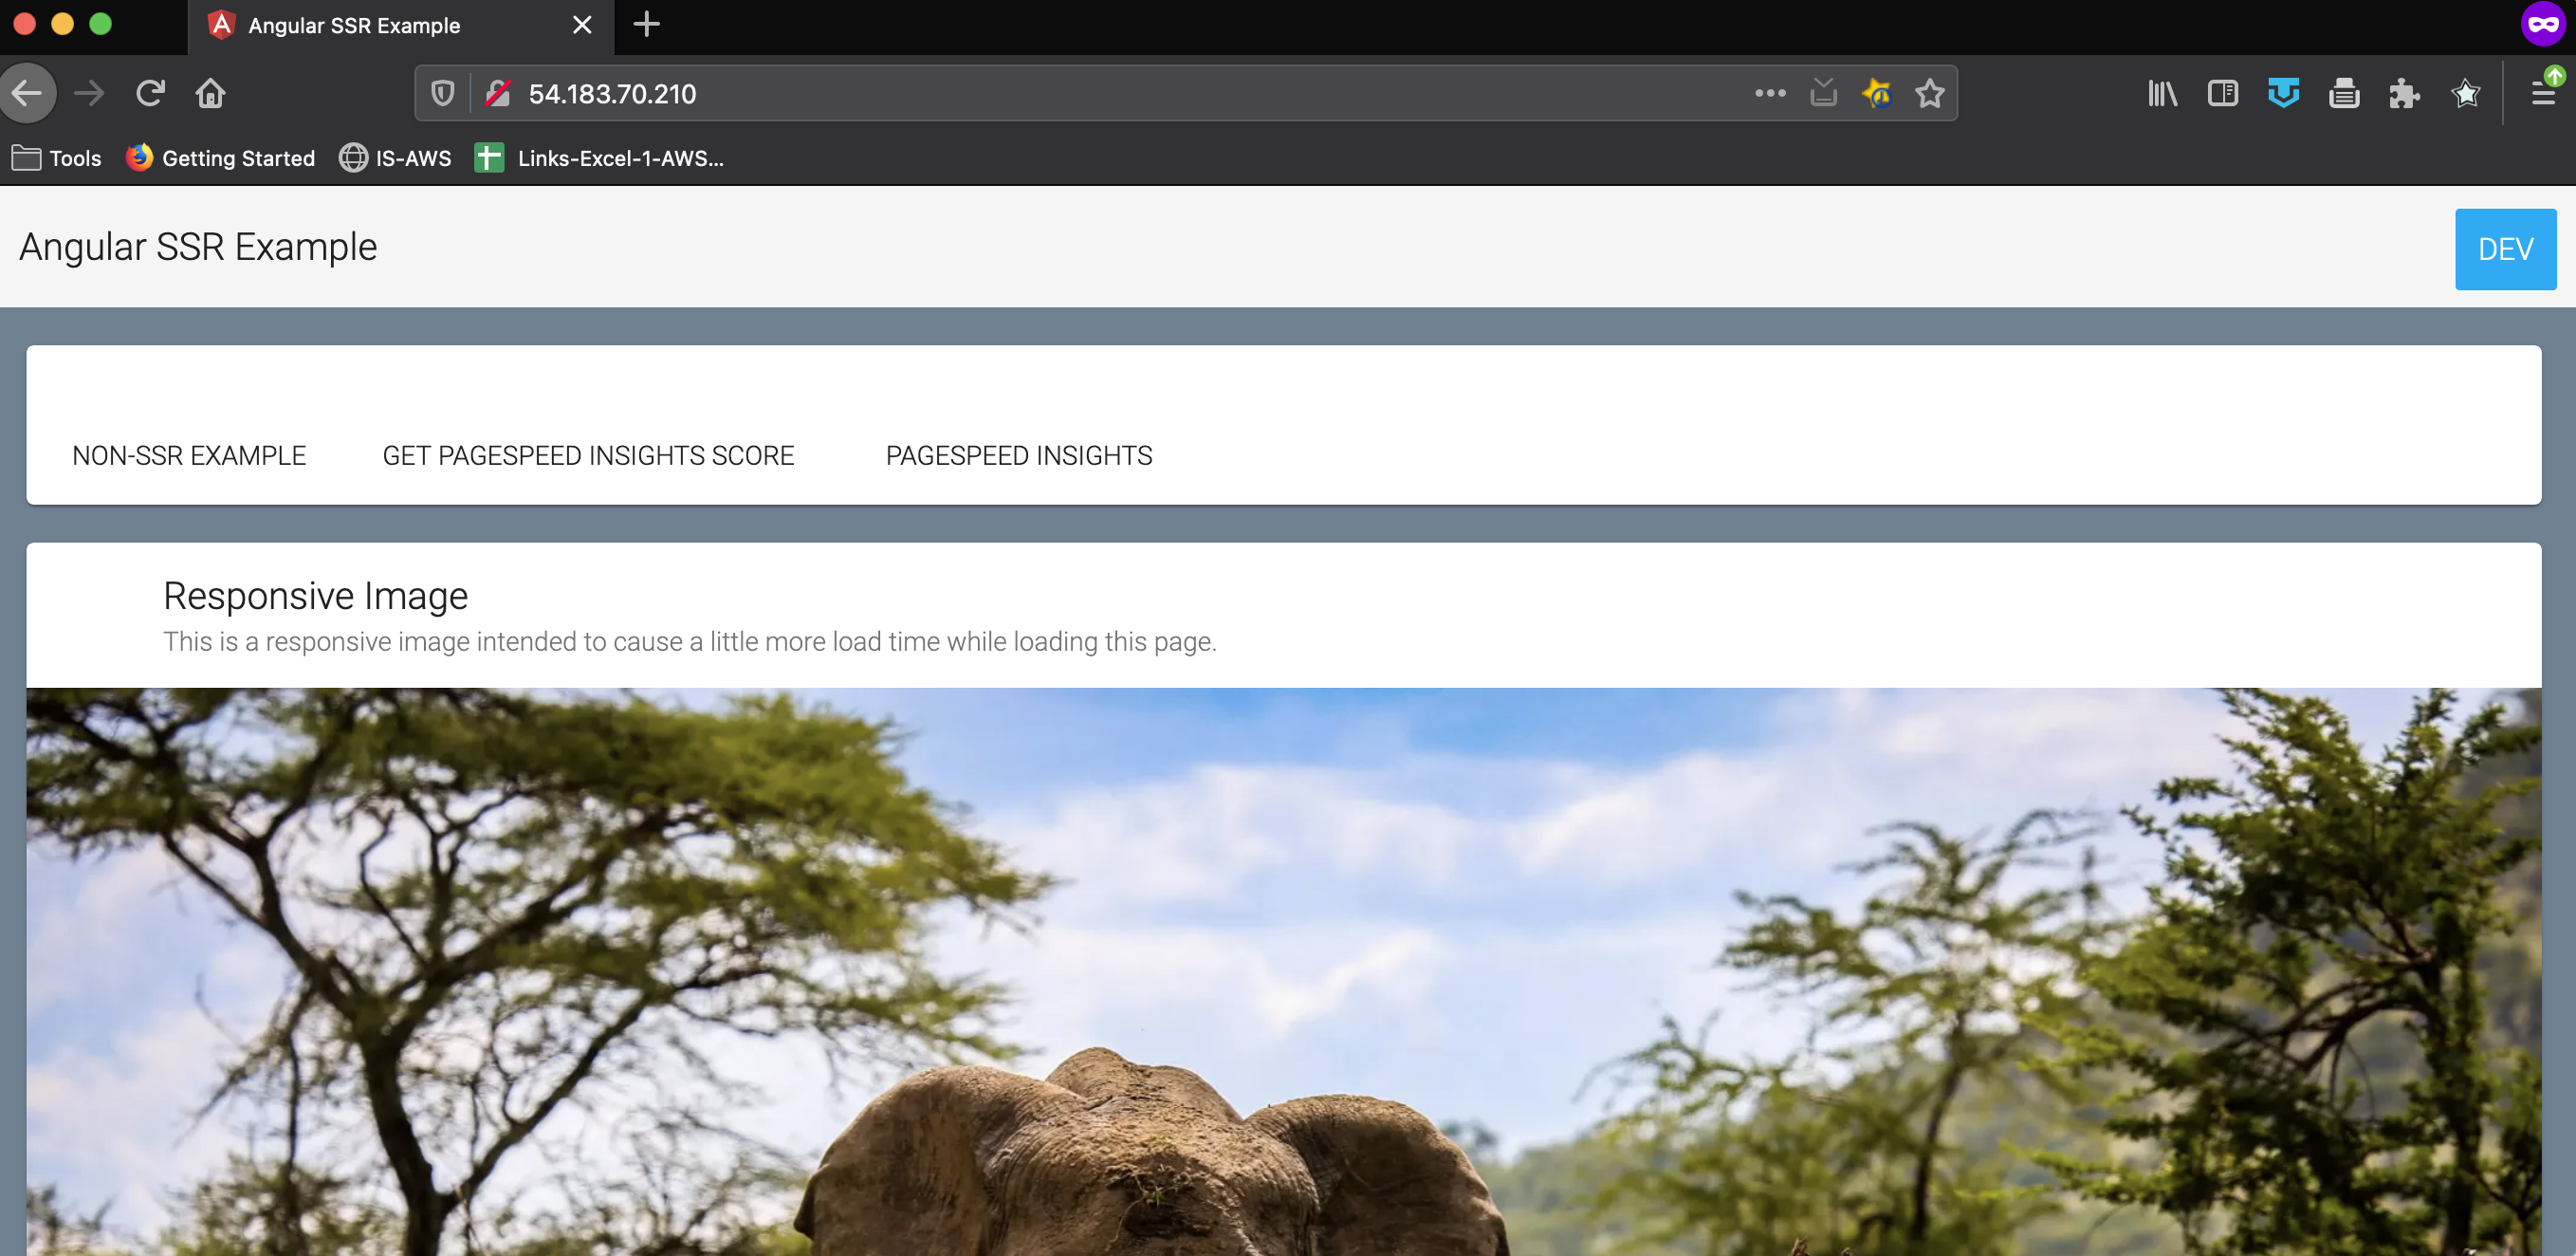 Angular SSR Example
54.183.70.210
Tools Getting Started IS-AWS Links-Excel-1-AWS...
Angular SSR Example DEV
NON-SSR EXAMPLE GET PAGESPEED INSIGHTS SCORE PAGESPEED INSIGHTS
Responsive Image
This is a responsive image intended to cause a little more load time while loading this page.